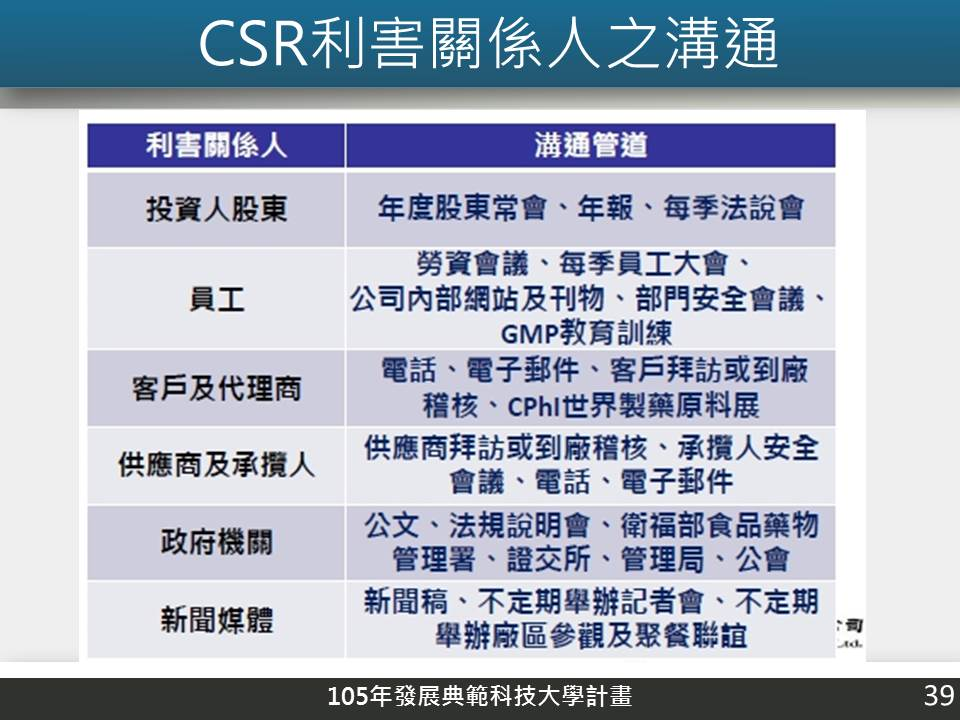 CSR利害關係人之溝通
利害關係人
溝通管道
投資人股東
年度股東常會、年報、每季法說會
員工
勞資會議、每季員工大會、
公司內部網站及刊物、部門安全會議、
GMP教育訓練
客戶及代理商
電話、電子郵件、客戶拜訪或到廠
稽核、CPhI世界製藥原料展
供應商及承攬人
供應商拜訪或到廠稽核、承攬人安全
會議、電話、電子郵件
政府機關
公文、法規說明會、衛福部食品藥物
管理署、證交所、管理局、公會
新聞媒體
新聞稿、不定期舉辦記者會、不定期
舉辦廠區參觀及聚餐聯誼
司
Ltd.
105年發展典範科技大學計畫
39